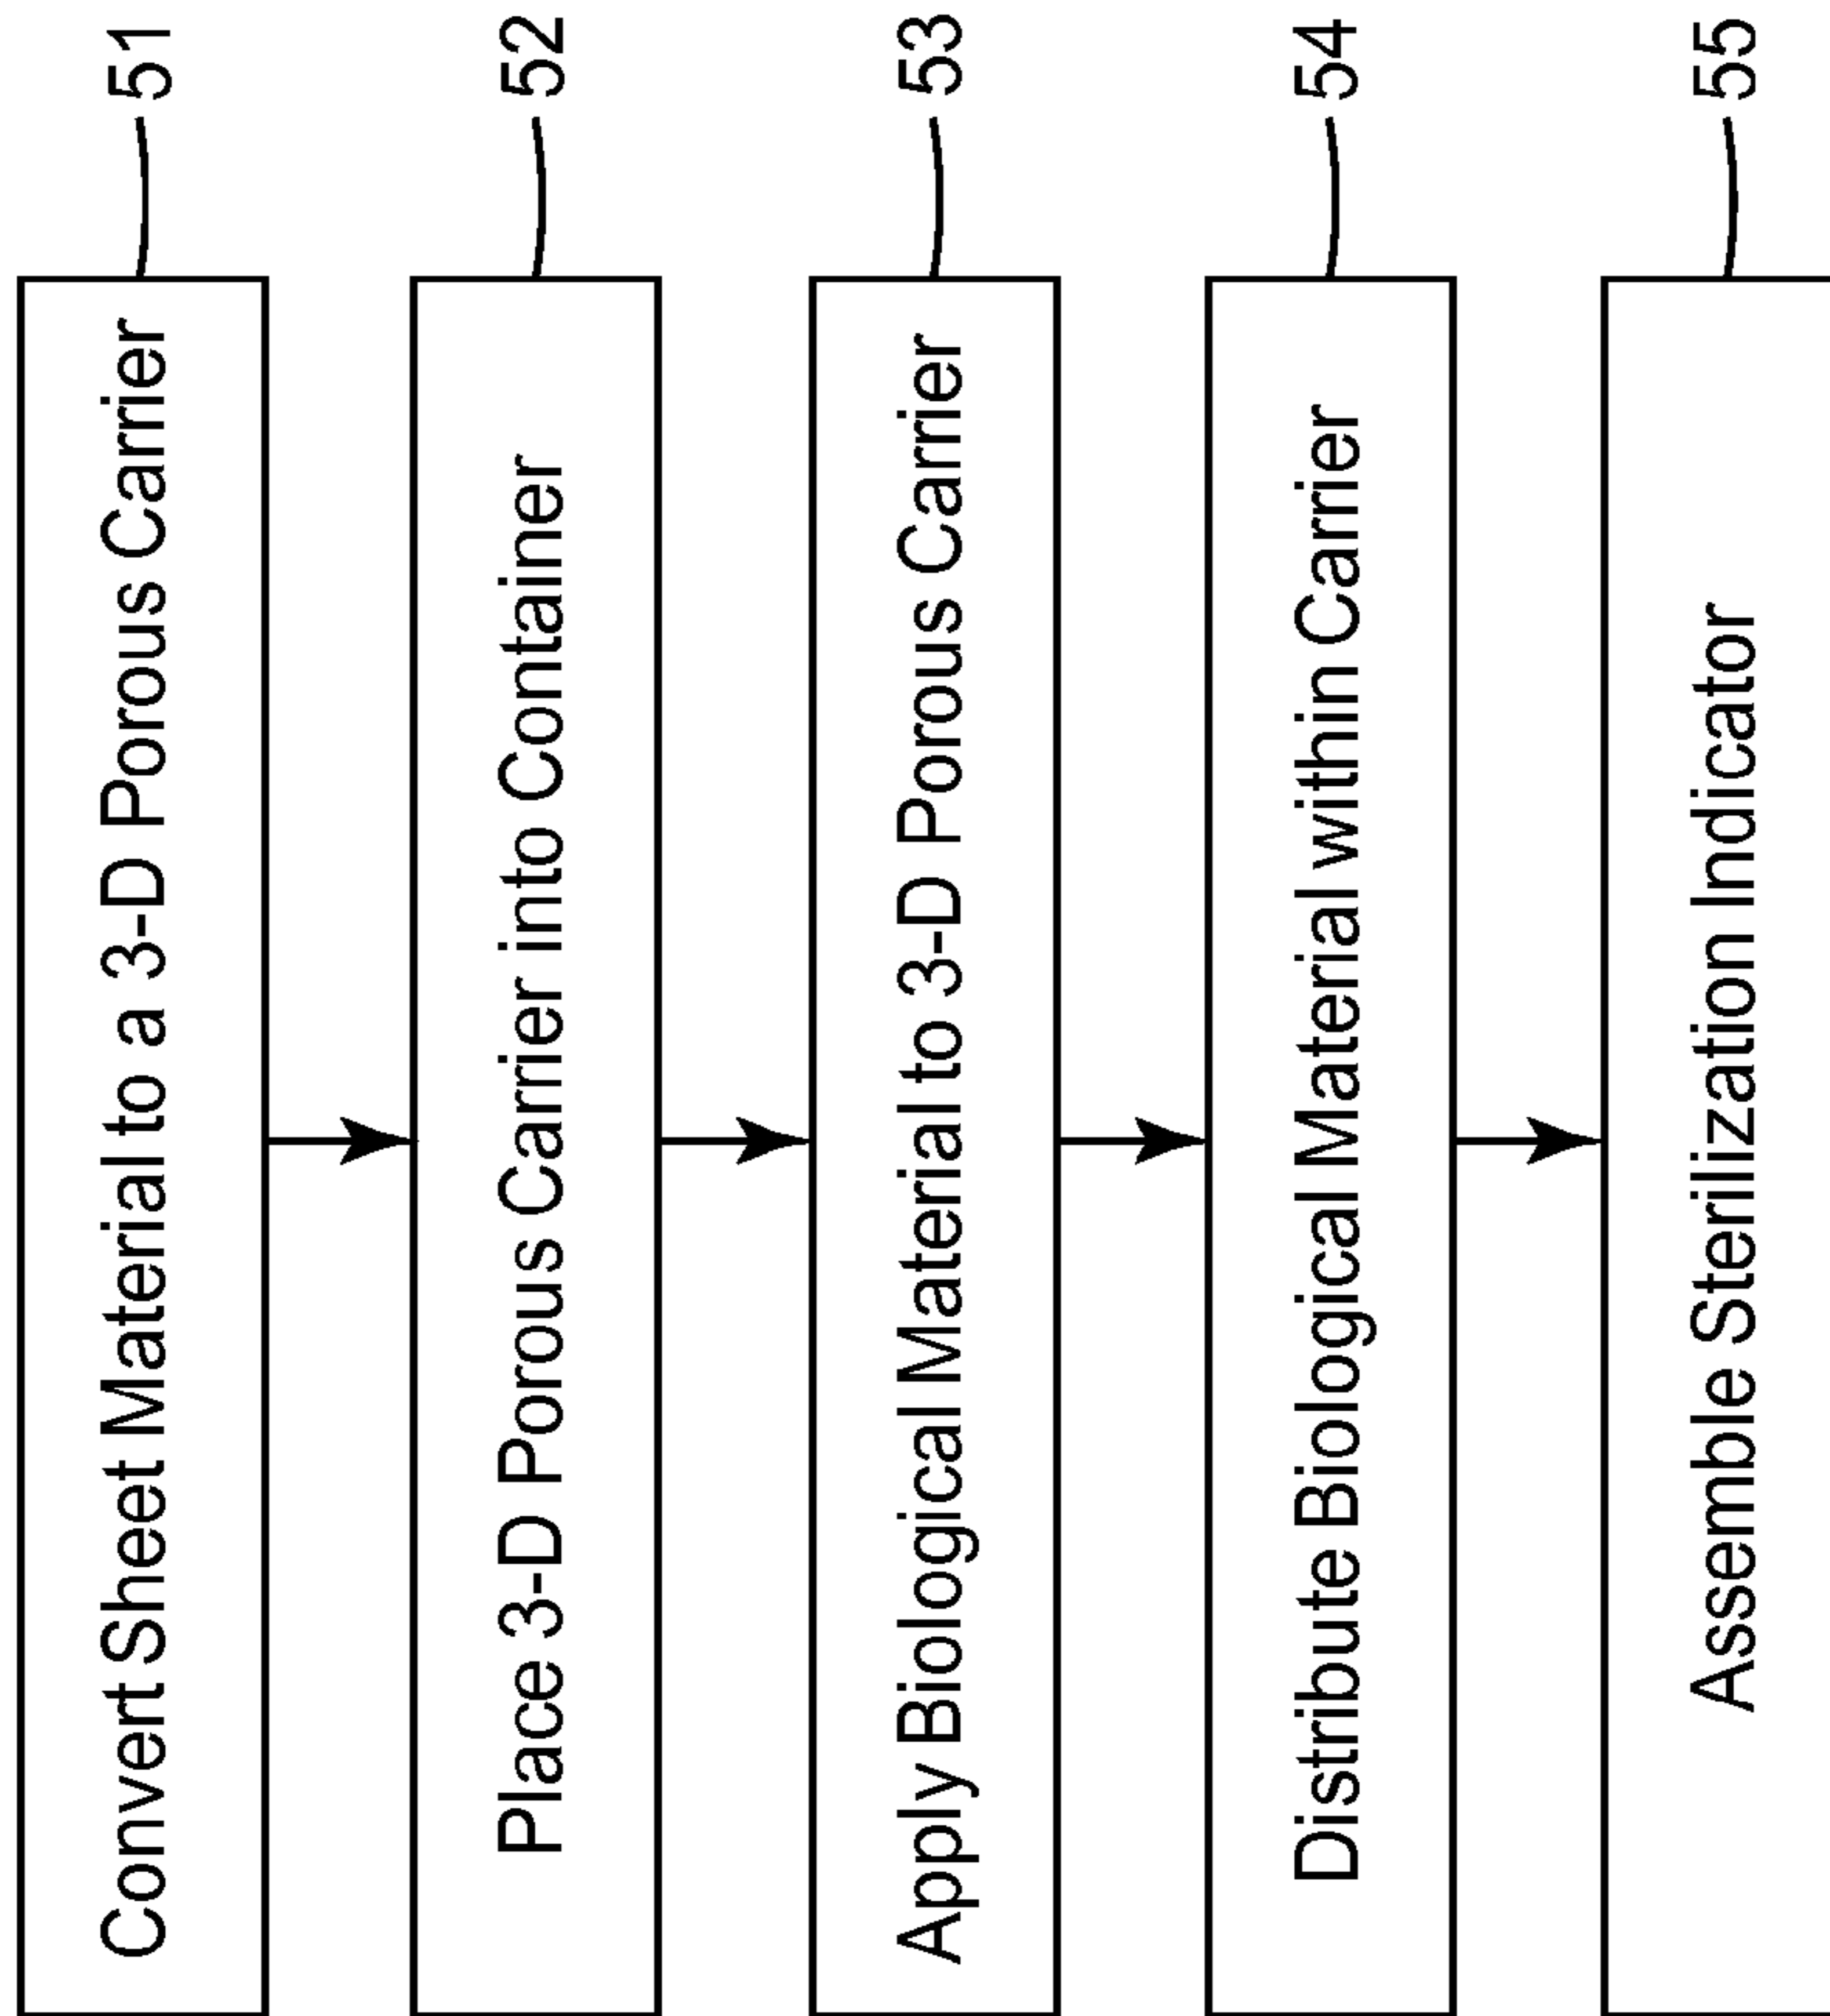 Convert Sheet Material to a 3-D Porous Carrier
51
Place 3-D Porous Carrier into Container
52
Apply Biological Material to 3-D Porous Carrier
53
Distribute Biological Material within Carrier
54
Assemble Sterilization Indicator
55